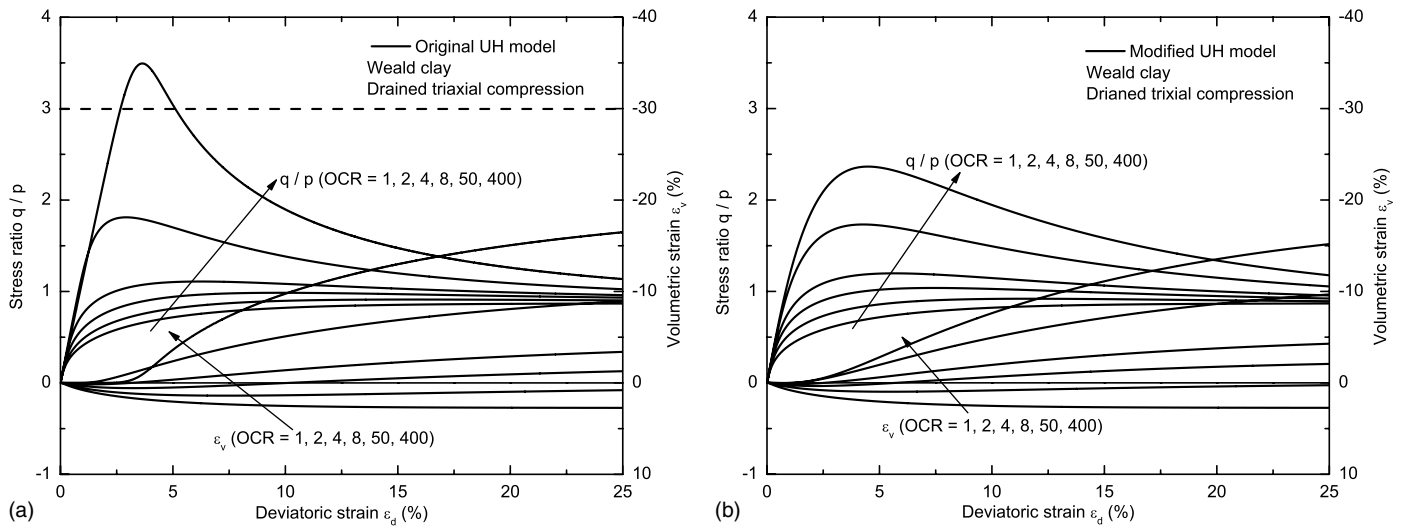 4
3
2
1
0
-1
Stress ratio q / p
Original UH model
Weald clay
Drained triaxial compression
q / p (OCR = 1, 2, 4, 8, 50, 400)
εv (OCR = 1, 2, 4, 8, 50, 400)
-40
-30
-20
-10
0
10
Volumetric strain εv (%)
0 5 10 15 20 25
Deviatoric strain εd (%)
(a)
4
3
2
1
0
-1
Stress ratio q / p
Modified UH model
Weald clay
Drianed trixial compression
q / p (OCR = 1, 2, 4, 8, 50, 400)
εv (OCR = 1, 2, 4, 8, 50, 400)
-40
-30
-20
-10
0
10
Volumetric strain εv (%)
0 5 10 15 20 25
Deviatoric strain εd (%)
(b)